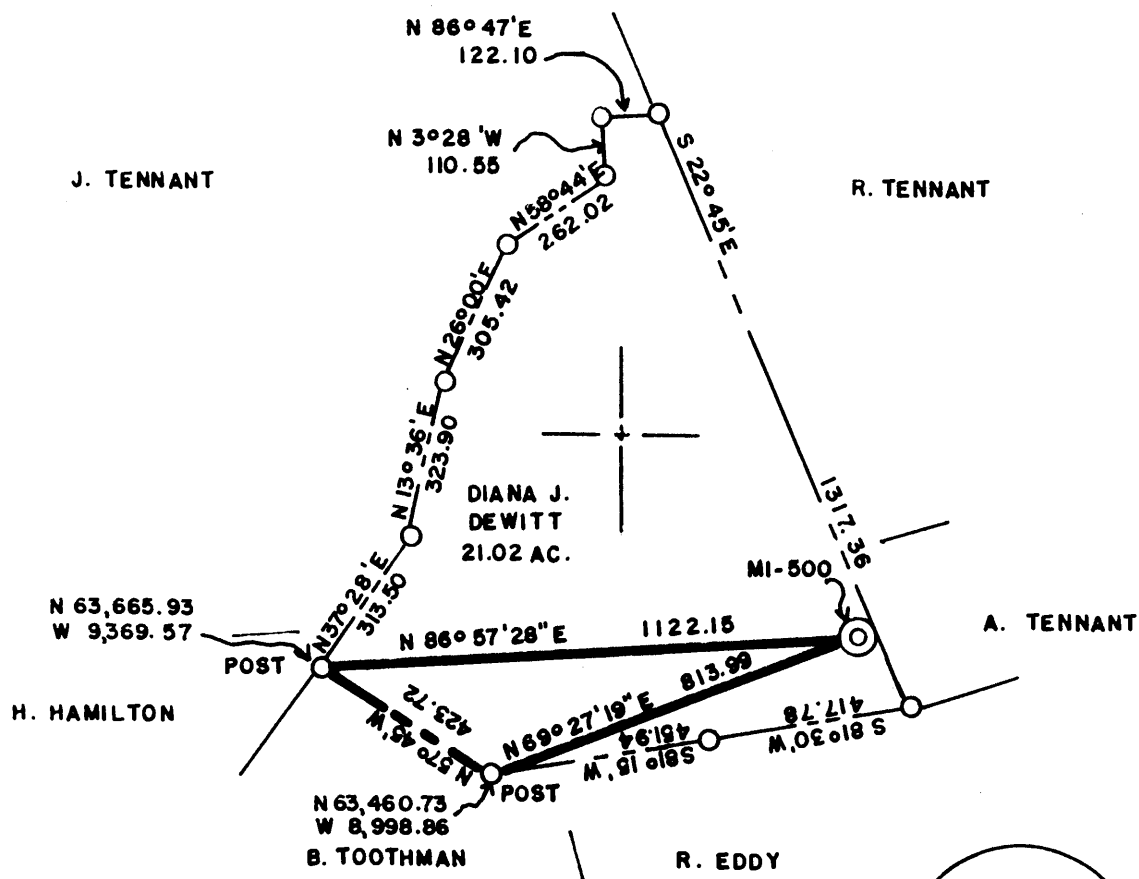 N 86° 47' E
122.10
N 3° 28' W
110.55
J. TENNANT
R. TENNANT
S 22° 45' E
N 58° 44' E
262.02
N 26° 00' E
305.42
N 13° 36' E
323.90
DIANA J.
DEWITT
21.02 AC.
1317.36
MI-500
N 37° 28' E
313.50
N 63,665.93
W 9,369.57
POST
N 86° 57' 28" E
1122.15
A. TENNANT
H. HAMILTON
423.72
N 57° 45' W
N 69° 27' 19" E
813.99
451.94
S 81° 15' W
417.78
S 81° 30' W
POST
N 63,460.73
W 8,998.86
B. TOOTHMAN
R. EDDY